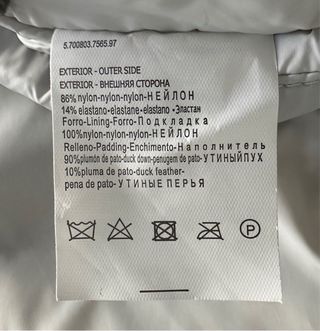 5.700803.7565.97
EXTERIOR - OUTER SIDE
EXTERIOR - ВНЕШНЯЯ СТОРОНА
86%nylon-nylon-nylon-НЕЙЛОН
14% elastano-elastane-elastane -Эластан
Forro-Lining-Forro-Подкладка
100%nylon-nylon-nylon-НЕЙЛОН
Relleno-Padding-Enchimento-Наполнитель
90%plumón de pato-duck down-penugem de pato-УТИНЫЙПУХ
10%pluma de pato-duck feather-
pena de pato-УТИНЫЕ ПЕРЬЯ
P